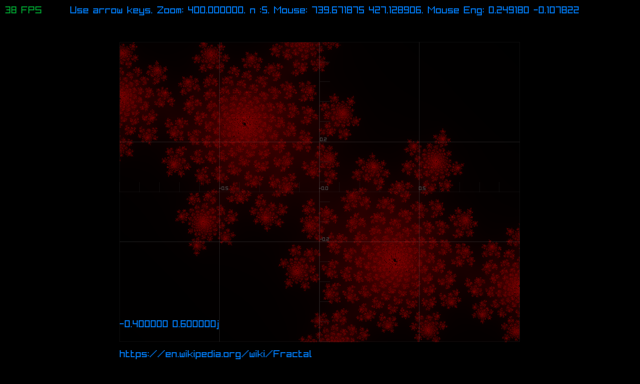 38 FPS
Use arrow keys. Zoom: 400.000000. n :5. Mouse: 739.671875 427.128906. Mouse Eng: 0.249180 -0.107822
-0.400000 0.600000j
https://en.wikipedia.org/wiki/Fractal